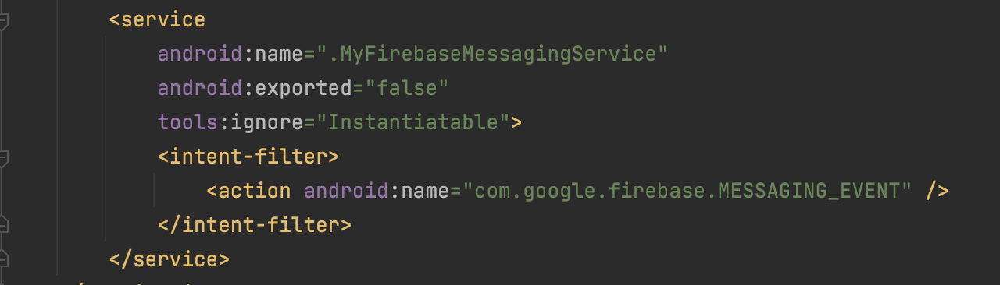 <service
android:name=".MyFirebaseMessagingService"
android:exported="false"
tools:ignore="Instantiatable">
<intent-filter>
<action android:name="com.google.firebase.MESSAGING_EVENT" />
</intent-filter>
</service>